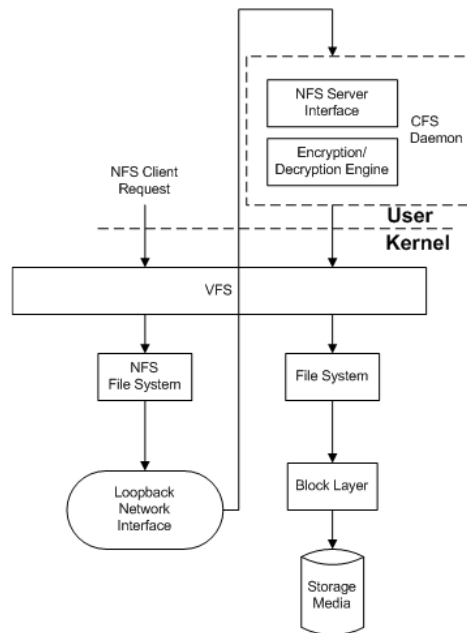 NFS Server
Interface
CFS
Daemon
Encryption/
Decryption Engine
NFS Client
Request
User
Kernel
VFS
NFS
File System
File System
Loopback
Network
Interface
Block Layer
Storage
Media